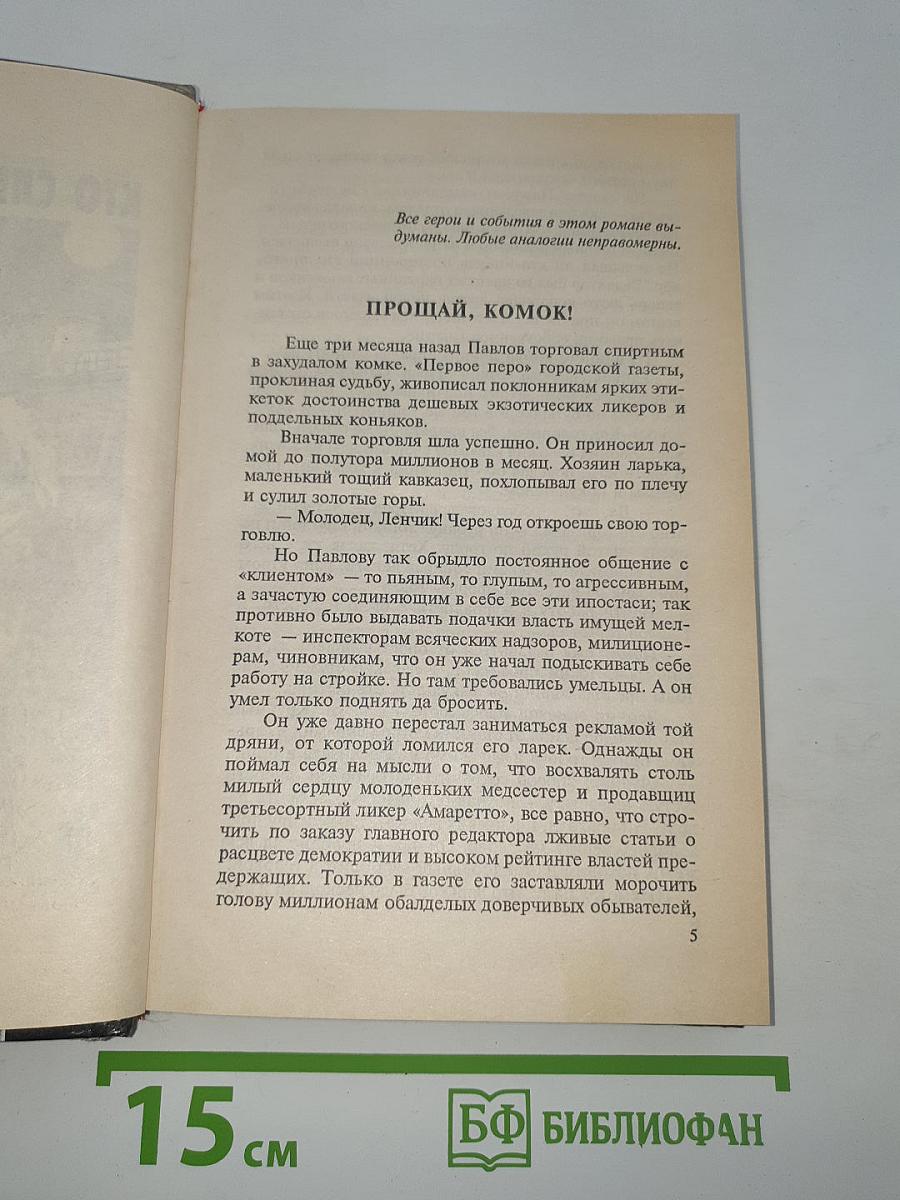 Все герои и события в этом романе вы-
думаны. Любые аналогии неправомерны.
ПРОЩАЙ, КОМОК!
Еще три месяца назад Павлов торговал спиртным
в захудалом комке. «Первое перо» городской газеты,
проклиная судьбу, живописал поклонникам ярких эти-
кеток достоинства дешевых экзотических ликеров и
поддельных коньяков.
Вначале торговля шла успешно. Он приносил до-
мой до полутора миллионов в месяц. Хозяин ларька,
маленький тощий кавказец, похлопывал его по плечу
и сулил золотые горы.
— Молодец, Ленчик! Через год откроешь свою тор-
говлю.
Но Павлову так обрыдло постоянное общение с
«клиентом» — то пьяным, то глупым, то агрессивным,
а зачастую соединяющим в себе все эти ипостаси; так
противно было выдавать подачки власть имущей мел-
коте — инспекторам всяческих надзоров, милиционе-
рам, чиновникам, что он уже начал подыскивать себе
работу на стройке. Но там требовались умельцы. А он
умел только поднять да бросить.
Он уже давно перестал заниматься рекламой той
дряни, от которой ломился его ларек. Однажды он
поймал себя на мысли о том, что восхвалять столь
милый сердцу молоденьких медсестер и продавщиц
третьесортный ликер «Амаретто», все равно, что стро-
чить по заказу главного редактора лживые статьи о
расцвете демократии и высоком рейтинге властей пре-
держащих. Только в газете его заставляли морочить
голову миллионам обалделых доверчивых обывателей,
5
15 см
БФ БИБЛИОФАН